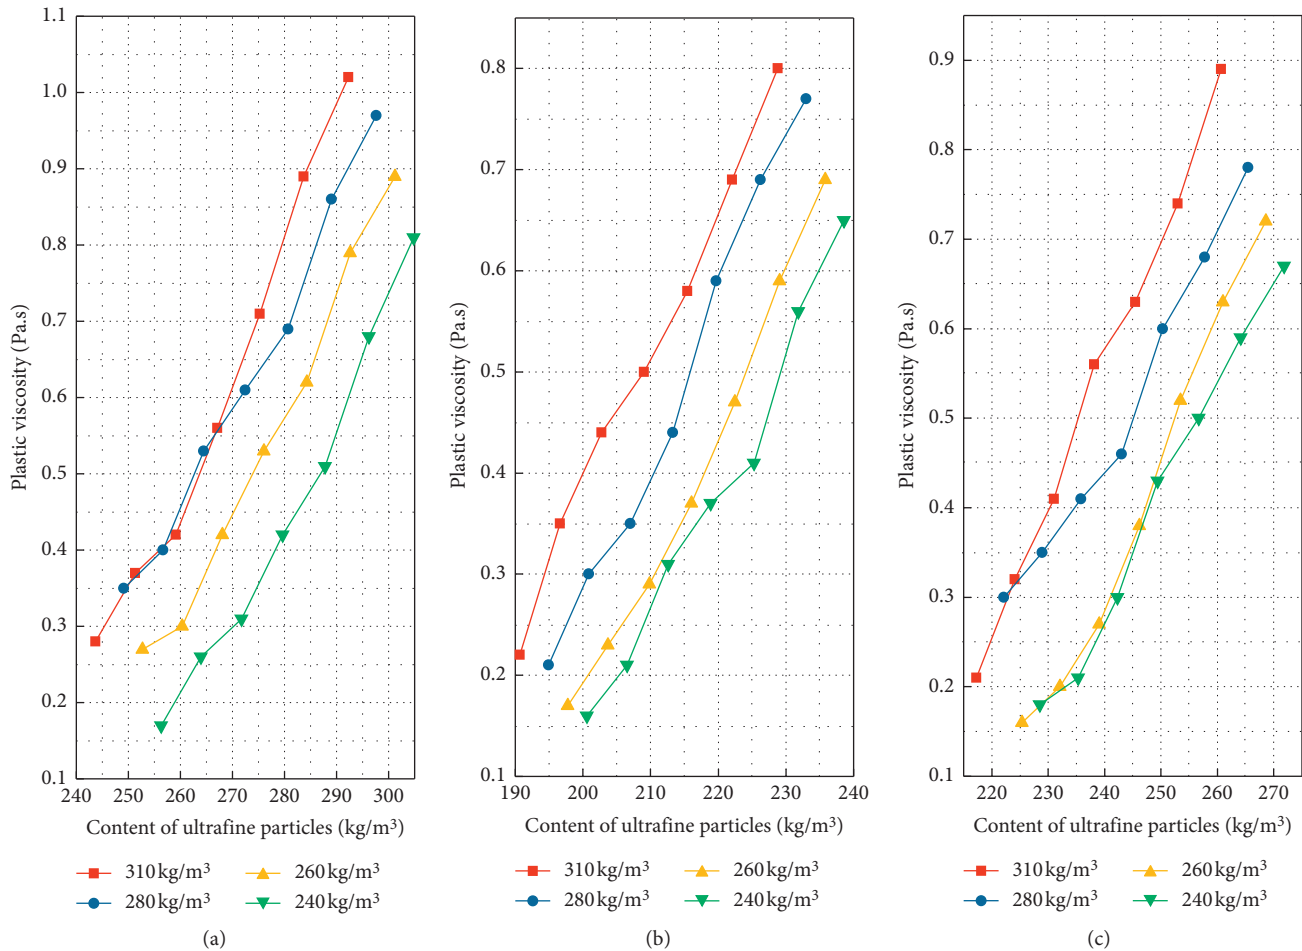 1.1
1.0
0.9
0.8
0.7
0.6
0.5
0.4
0.3
0.2
0.1
Plastic viscosity (Pa.s)
240 250 260 270 280 290 300
Content of ultrafine particles (kg/m³)
310 kg/m³ 260 kg/m³
280 kg/m³ 240 kg/m³
(a)
0.8
0.7
0.6
0.5
0.4
0.3
0.2
0.1
Plastic viscosity (Pa.s)
190 200 210 220 230 240
Content of ultrafine particles (kg/m³)
310 kg/m³ 260 kg/m³
280 kg/m³ 240 kg/m³
(b)
0.9
0.8
0.7
0.6
0.5
0.4
0.3
0.2
0.1
Plastic viscosity (Pa.s)
220 230 240 250 260 270
Content of ultrafine particles (kg/m³)
310 kg/m³ 260 kg/m³
280 kg/m³ 240 kg/m³
(c)